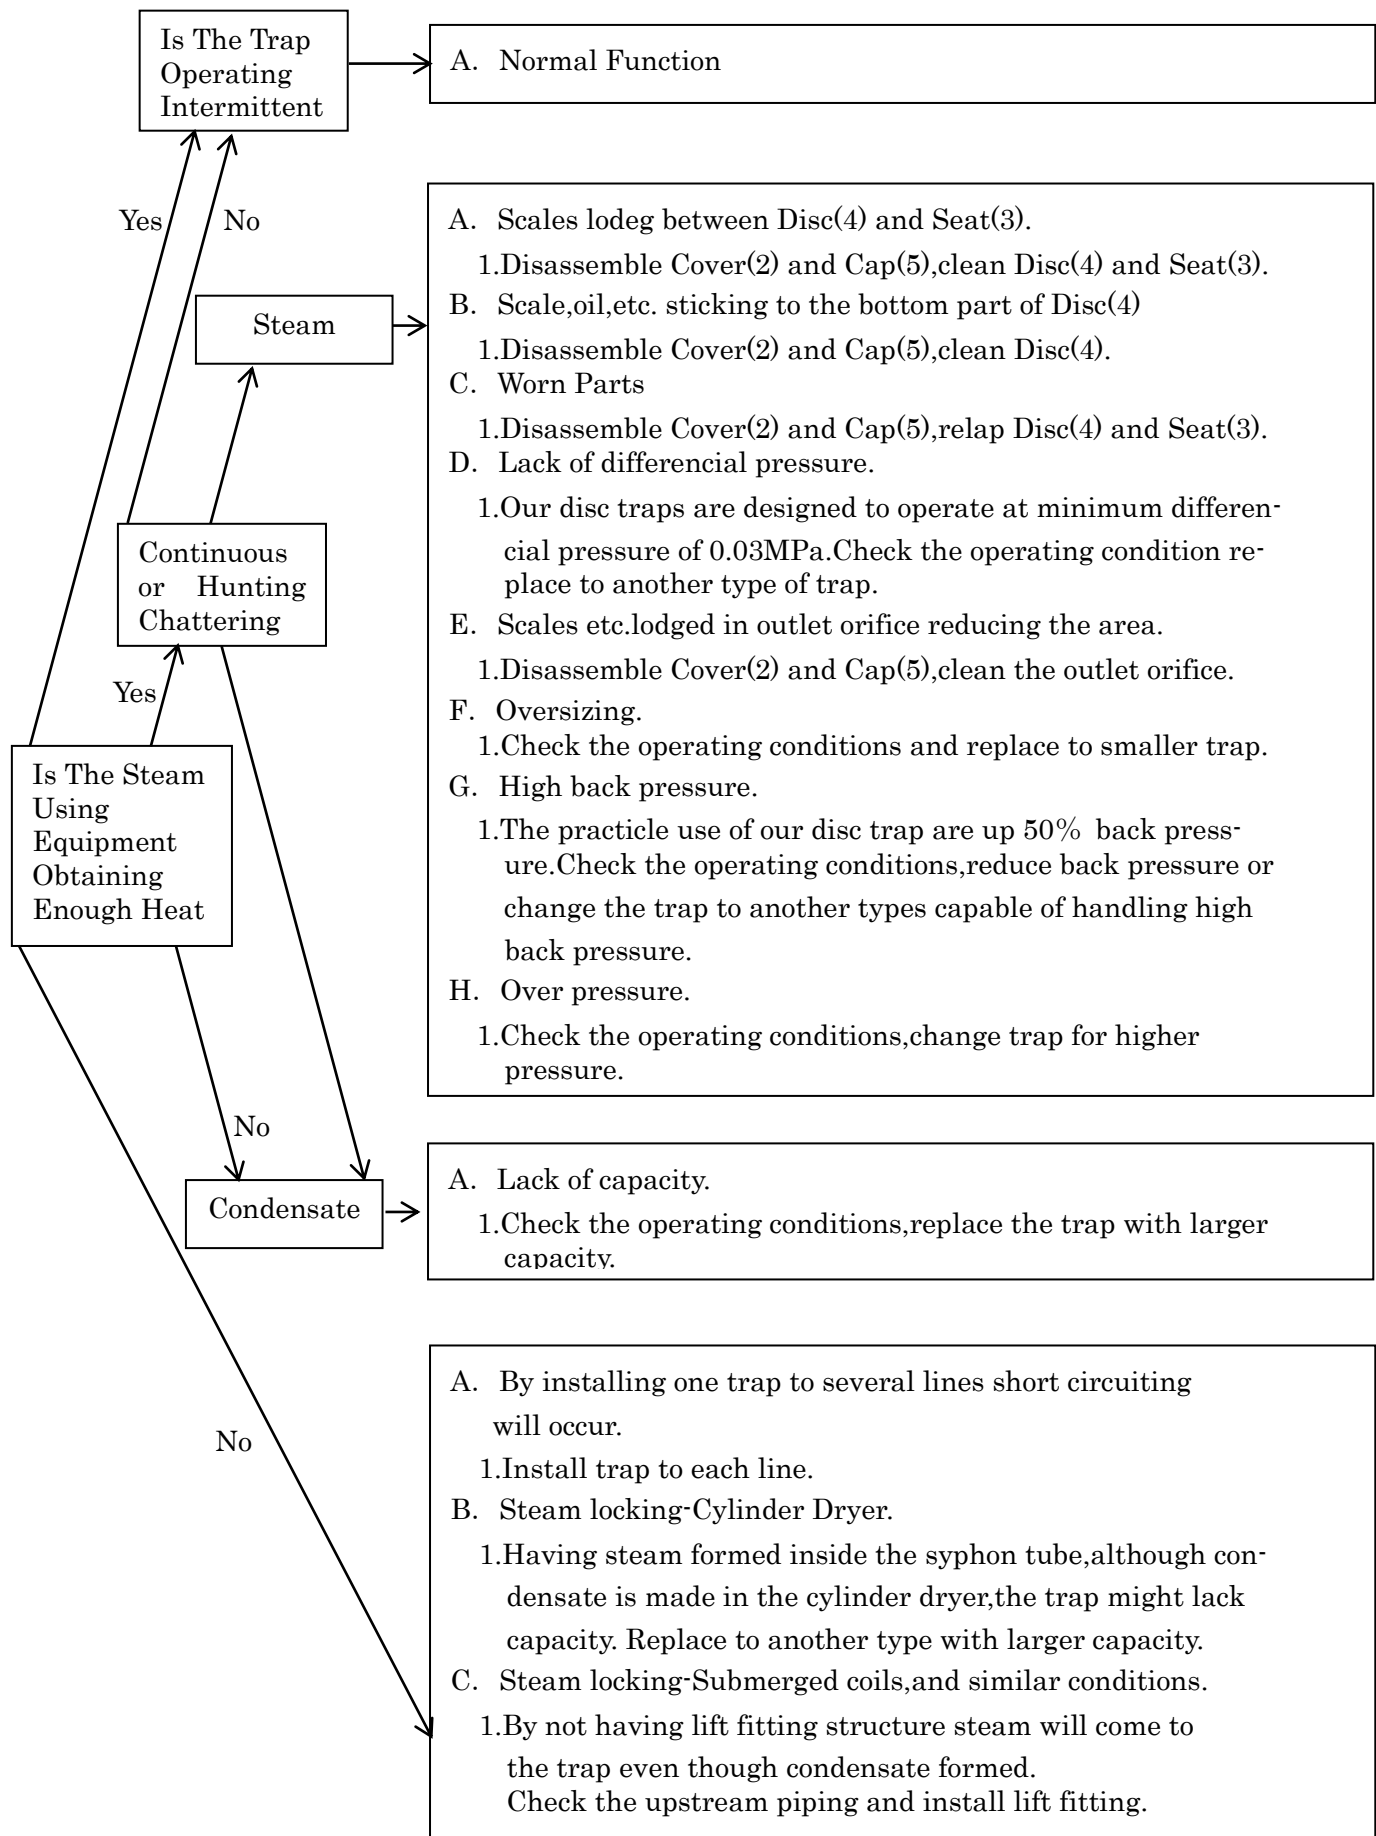 Is The Trap
Operating
Intermittent
A. Normal Function
Yes
No
Steam
A. Scales lodeg between Disc(4) and Seat(3).
1.Disassemble Cover(2) and Cap(5),clean Disc(4) and Seat(3).
B. Scale,oil,etc. sticking to the bottom part of Disc(4)
1.Disassemble Cover(2) and Cap(5),clean Disc(4).
C. Worn Parts
1.Disassemble Cover(2) and Cap(5),relap Disc(4) and Seat(3).
D. Lack of differencial pressure.
1.Our disc traps are designed to operate at minimum differen-
cial pressure of 0.03MPa.Check the operating condition re-
place to another type of trap.
E. Scales etc.lodged in outlet orifice reducing the area.
1.Disassemble Cover(2) and Cap(5),clean the outlet orifice.
F. Oversizing.
1.Check the operating conditions and replace to smaller trap.
G. High back pressure.
1.The practicle use of our disc trap are up 50% back press-
ure.Check the operating conditions,reduce back pressure or
change the trap to another types capable of handling high
back pressure.
H. Over pressure.
1.Check the operating conditions,change trap for higher
pressure.
Continuous
or Hunting
Chattering
Yes
Is The Steam
Using
Equipment
Obtaining
Enough Heat
No
Condensate
A. Lack of capacity.
1.Check the operating conditions,replace the trap with larger
capacity.
No
A. By installing one trap to several lines short circuiting
will occur.
1.Install trap to each line.
B. Steam locking-Cylinder Dryer.
1.Having steam formed inside the syphon tube,although con-
densate is made in the cylinder dryer,the trap might lack
capacity. Replace to another type with larger capacity.
C. Steam locking-Submerged coils,and similar conditions.
1.By not having lift fitting structure steam will come to
the trap even though condensate formed.
Check the upstream piping and install lift fitting.